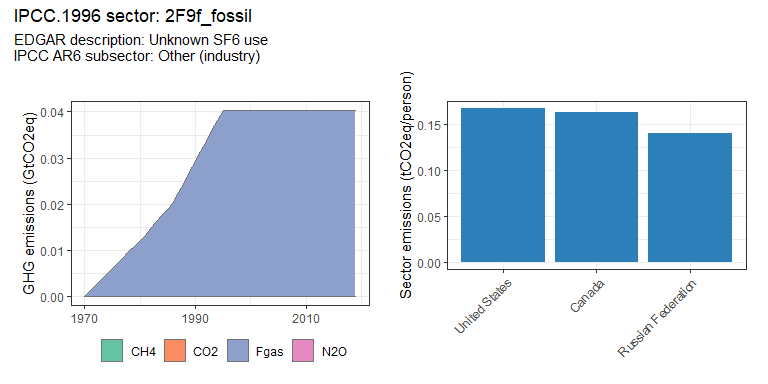 IPCC.1996 sector: 2F9f_fossil
EDGAR description: Unknown SF6 use
IPCC AR6 subsector: Other (industry)
GHG emissions (GtCO2eq)
0.04
0.03
0.02
0.01
0.00
1970
1990
2010
CH4
CO2
Fgas
N2O
Sector emissions (tCO2eq/person)
0.15
0.10
0.05
0.00
United States
Canada
Russian Federation